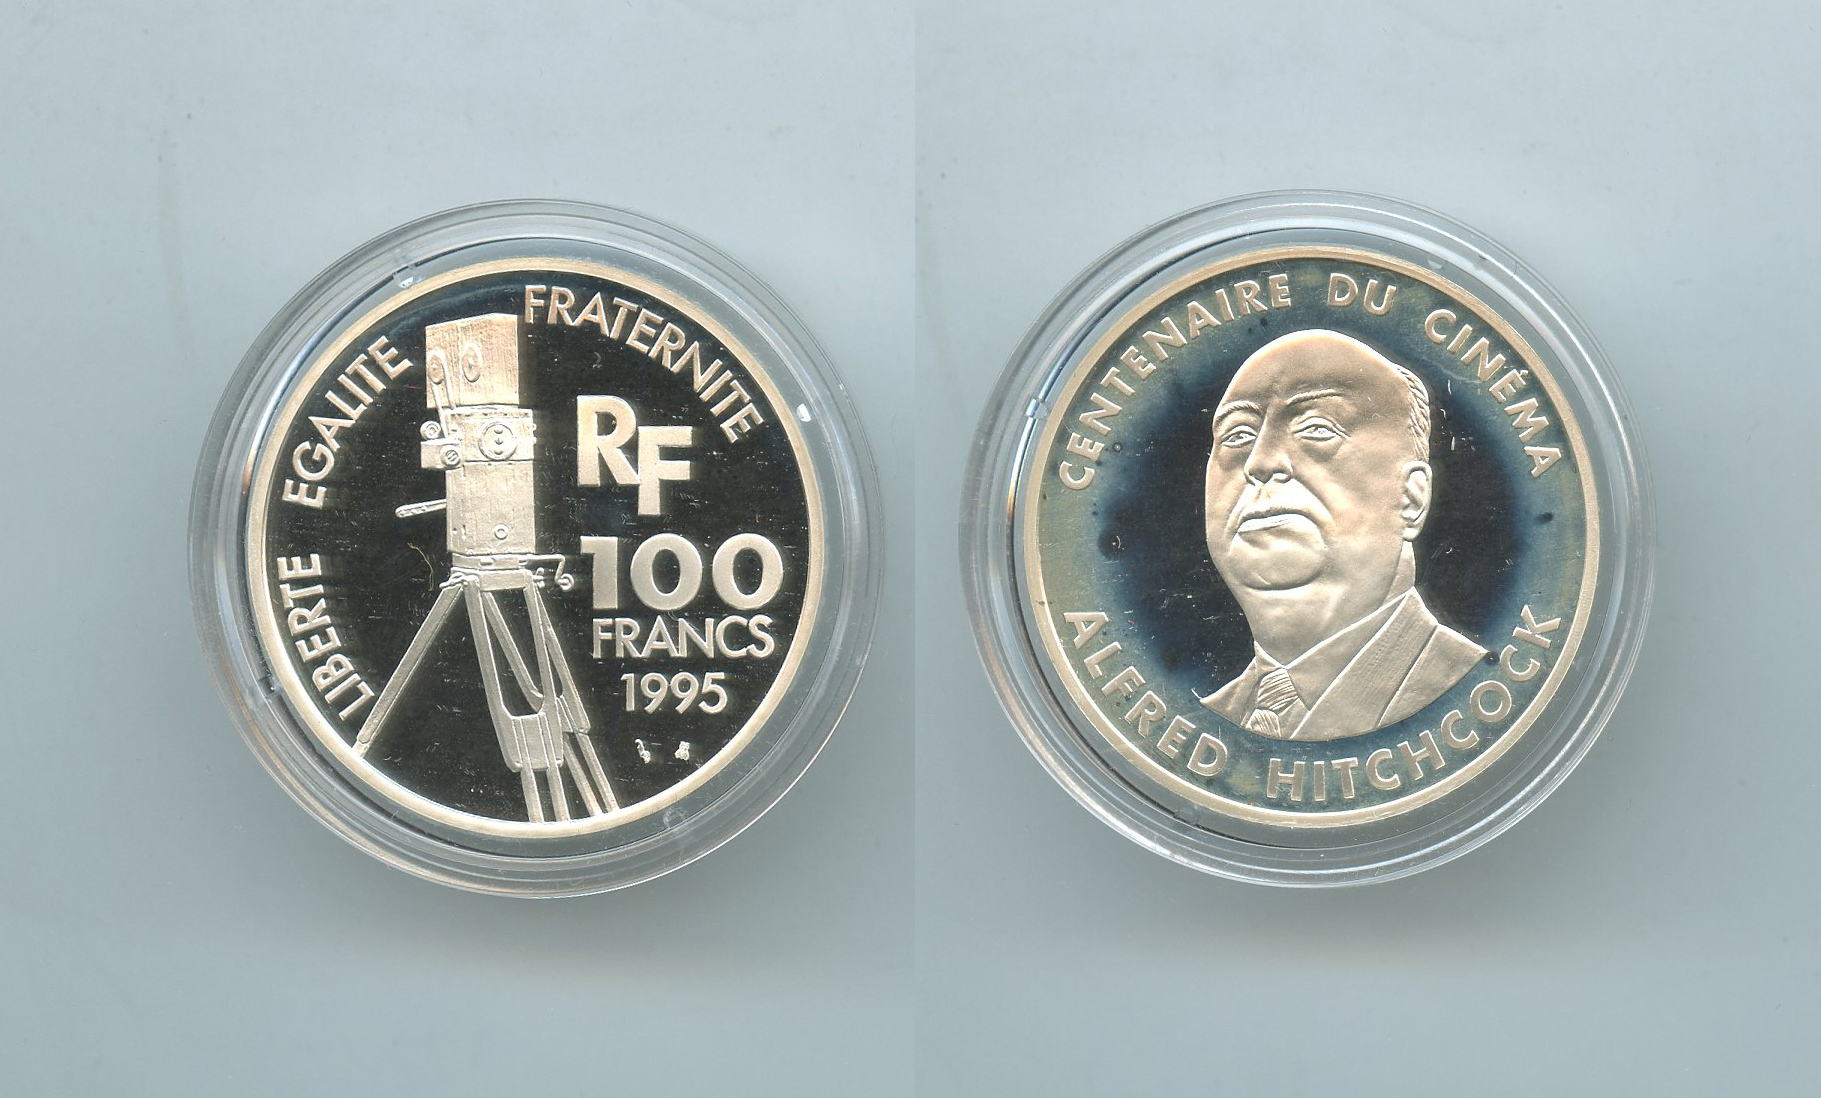 LIBERTE EGALITE FRATERNITE
RF
100
FRANCS
1995
CENTENAIRE DU CINÉMA
ALFRED HITCHCOCK